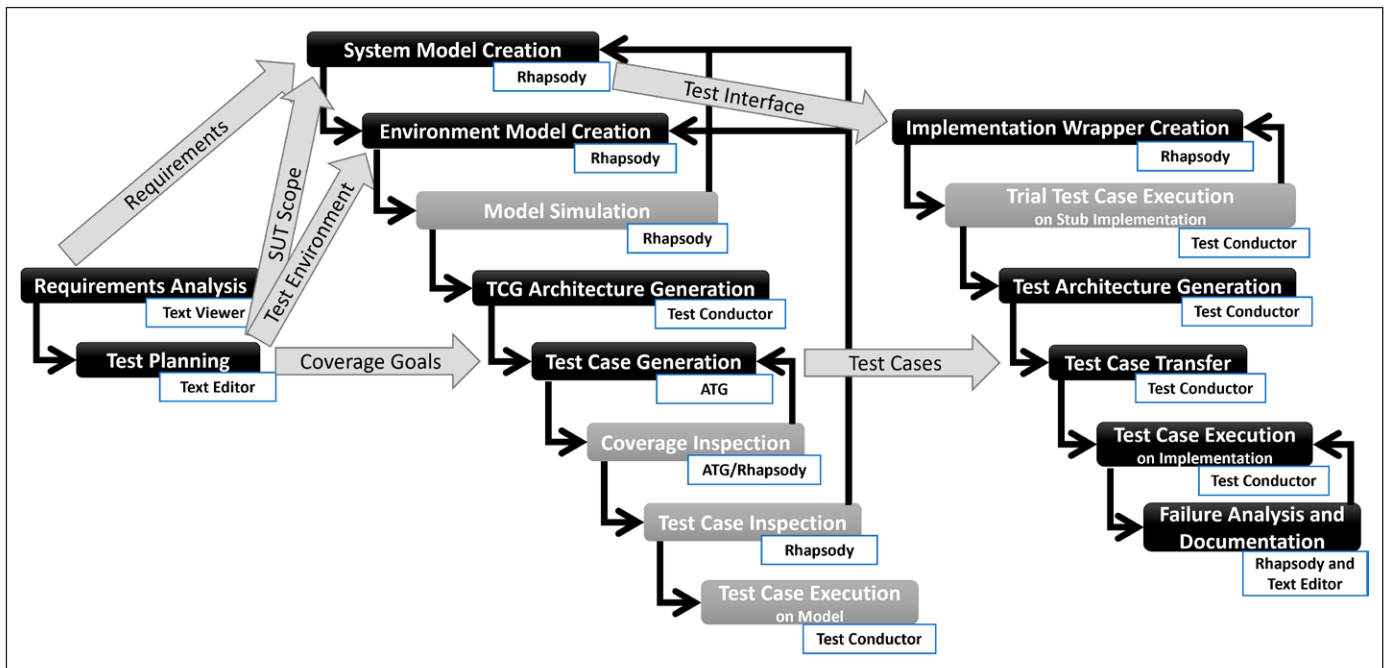 System Model Creation
Rhapsody
Test Interface
Requirements
SUT Scope
Test Environment
Environment Model Creation
Rhapsody
Model Simulation
Rhapsody
Requirements Analysis
Text Viewer
Test Planning
Text Editor
Coverage Goals
TCG Architecture Generation
Test Conductor
Test Case Generation
ATG
Test Cases
Coverage Inspection
ATG/Rhapsody
Test Case Inspection
Rhapsody
Test Case Execution
on Model
Test Conductor
Implementation Wrapper Creation
Rhapsody
Trial Test Case Execution
on Stub Implementation
Test Conductor
Test Architecture Generation
Test Conductor
Test Case Transfer
Test Conductor
Test Case Execution
on Implementation
Test Conductor
Failure Analysis and
Documentation
Rhapsody and
Text Editor